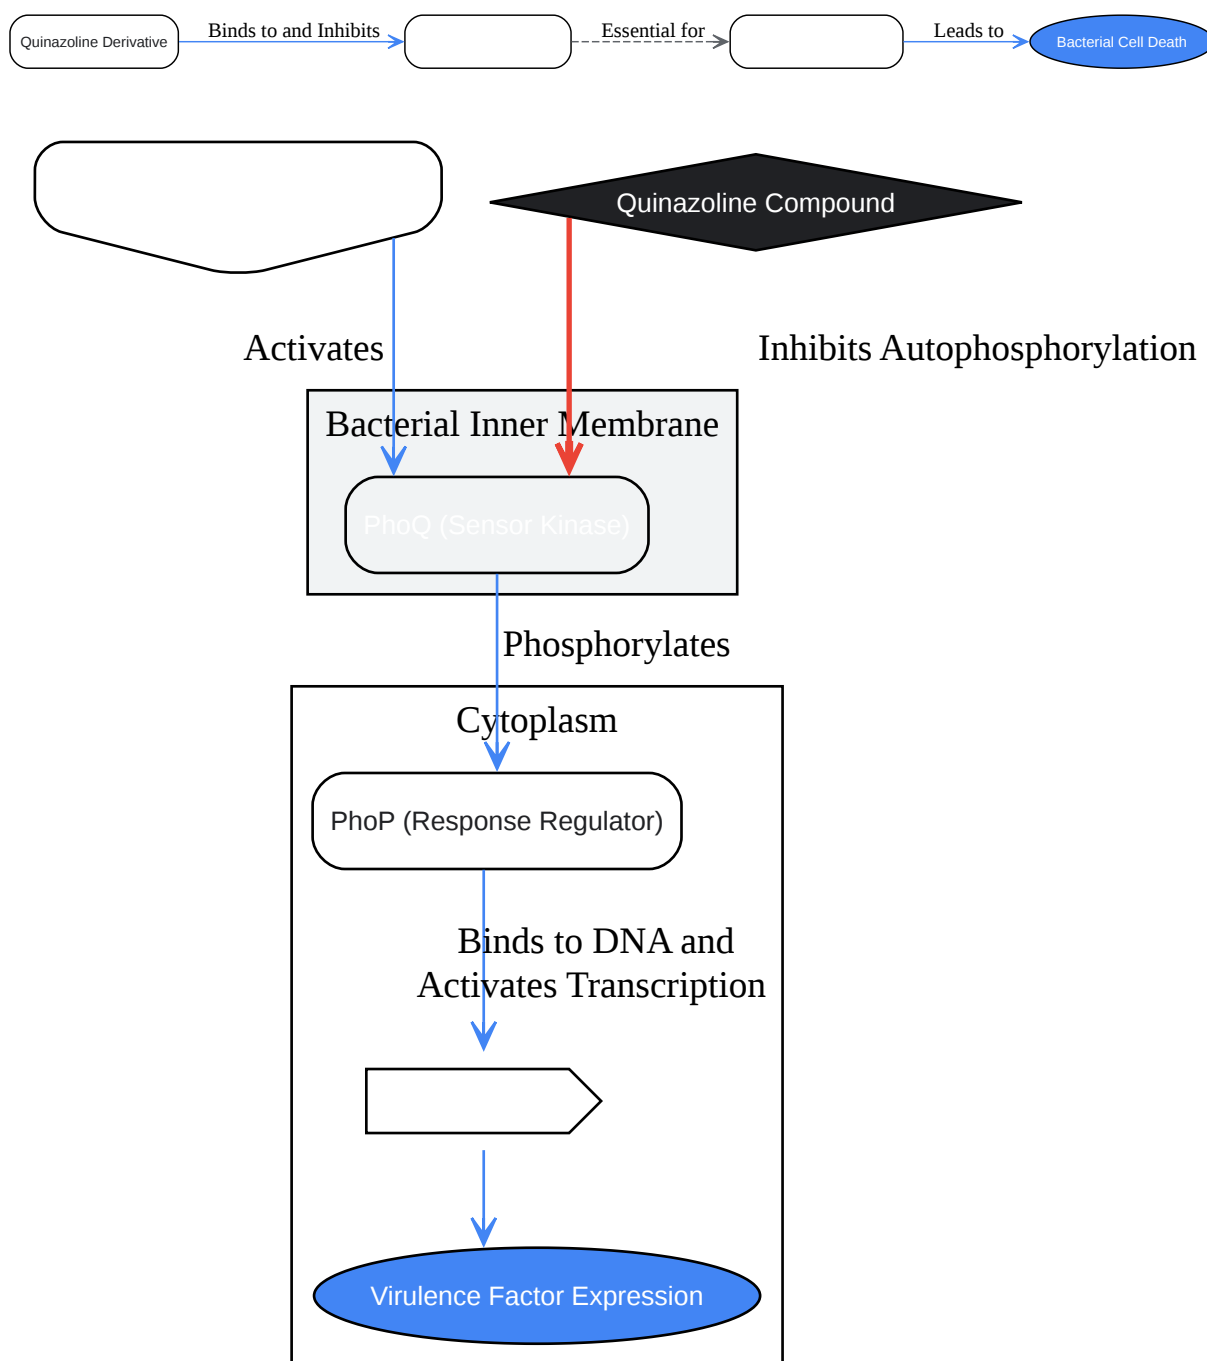 Quinazoline Derivative
Binds to and Inhibits
Essential for
Leads to
Bacterial Cell Death
Quinazoline Compound
Activates
Inhibits Autophosphorylation
Bacterial Inner Membrane
PhoQ (Sensor Kinase)
Phosphorylates
Cytoplasm
PhoP (Response Regulator)
Binds to DNA and
Activates Transcription
Virulence Factor Expression